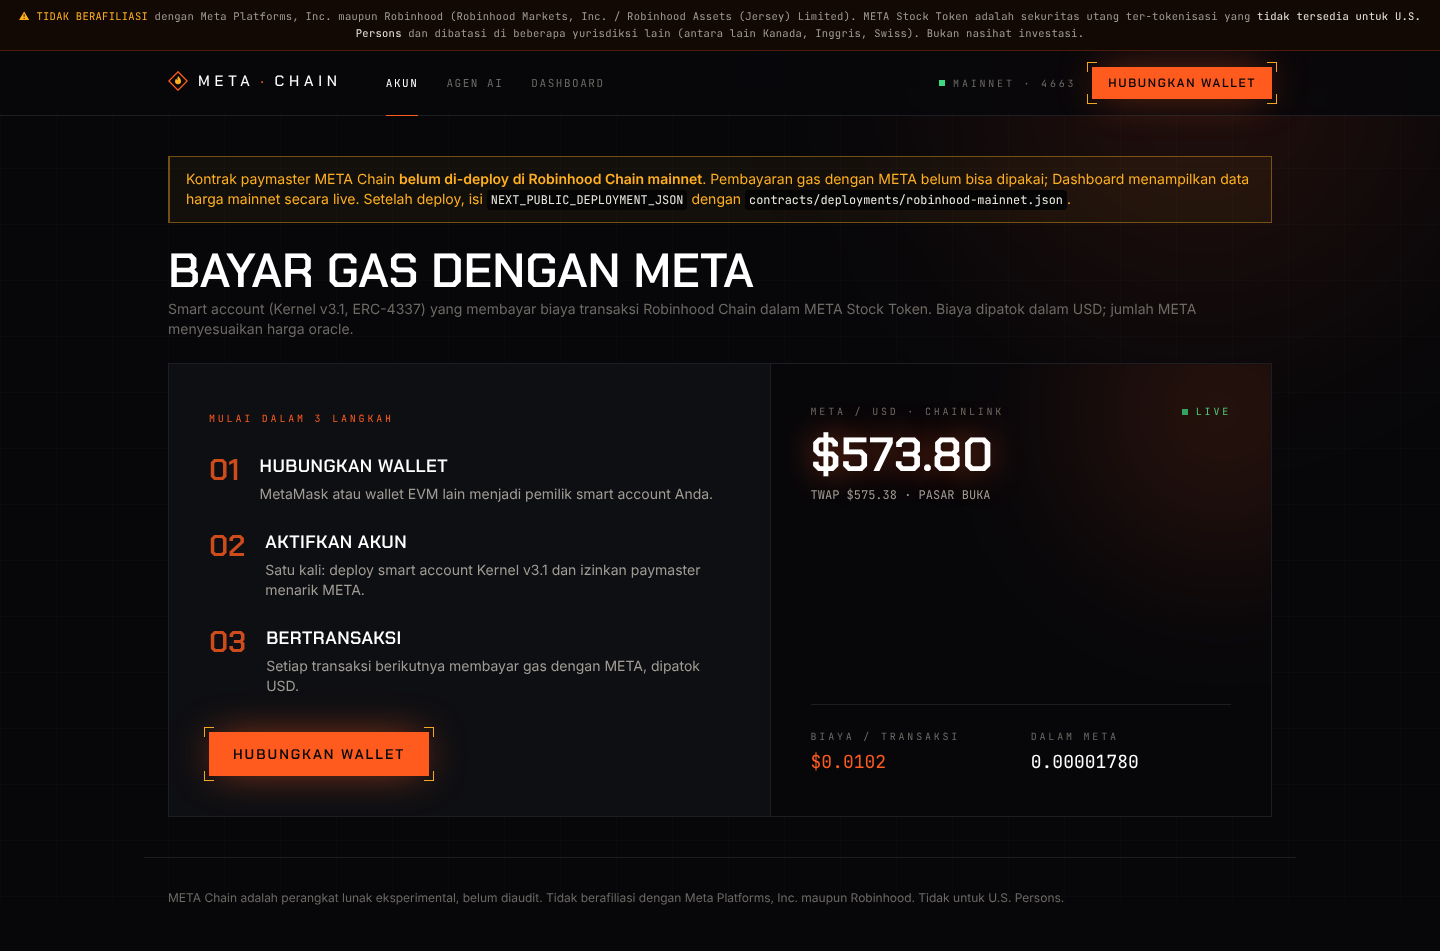 ⚠ TIDAK BERAFILIASI dengan Meta Platforms, Inc. maupun Robinhood (Robinhood Markets, Inc. / Robinhood Assets (Jersey) Limited). META Stock Token adalah sekuritas utang ter-tokenisasi yang tidak tersedia untuk U.S.
Persons dan dibatasi di beberapa yurisdiksi lain (antara lain Kanada, Inggris, Swiss). Bukan nasihat investasi.
META · CHAIN
AKUN
AGEN AI
DASHBOARD
MAINNET · 4663
HUBUNGKAN WALLET
Kontrak paymaster META Chain belum di-deploy di Robinhood Chain mainnet. Pembayaran gas dengan META belum bisa dipakai; Dashboard menampilkan data
harga mainnet secara live. Setelah deploy, isi NEXT_PUBLIC_DEPLOYMENT_JSON dengan contracts/deployments/robinhood-mainnet.json.
BAYAR GAS DENGAN META
Smart account (Kernel v3.1, ERC-4337) yang membayar biaya transaksi Robinhood Chain dalam META Stock Token. Biaya dipatok dalam USD; jumlah META
menyesuaikan harga oracle.
MULAI DALAM 3 LANGKAH
01
HUBUNGKAN WALLET
MetaMask atau wallet EVM lain menjadi pemilik smart account Anda.
02
AKTIFKAN AKUN
Satu kali: deploy smart account Kernel v3.1 dan izinkan paymaster
menarik META.
03
BERTRANSAKSI
Setiap transaksi berikutnya membayar gas dengan META, dipatok
USD.
HUBUNGKAN WALLET
META / USD · CHAINLINK
LIVE
$573.80
TWAP $575.38 · PASAR BUKA
BIAYA / TRANSAKSI
DALAM META
$0.0102
0.00001780
META Chain adalah perangkat lunak eksperimental, belum diaudit. Tidak berafiliasi dengan Meta Platforms, Inc. maupun Robinhood. Tidak untuk U.S. Persons.